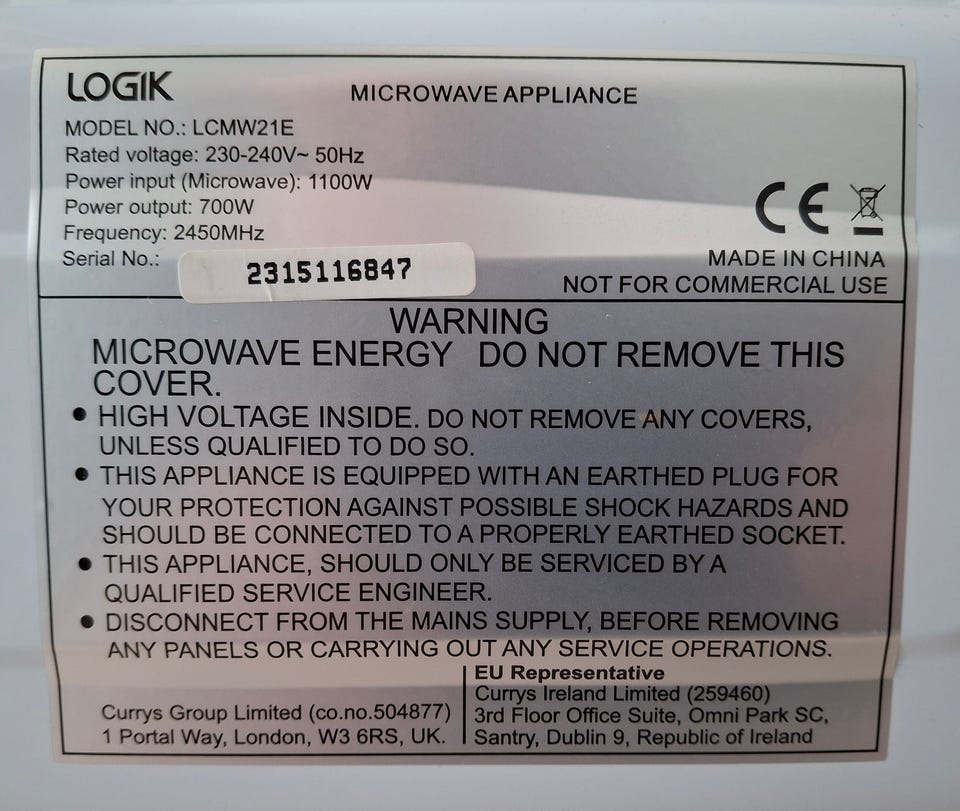 LOGIK
MICROWAVE APPLIANCE
MODEL NO.: LCMW21E
Rated voltage: 230-240V~ 50Hz
Power input (Microwave): 1100W
Power output: 700W
Frequency: 2450MHz
Serial No.: 2315116847
CE
MADE IN CHINA
NOT FOR COMMERCIAL USE
WARNING
MICROWAVE ENERGY DO NOT REMOVE THIS
COVER.
• HIGH VOLTAGE INSIDE. DO NOT REMOVE ANY COVERS,
UNLESS QUALIFIED TO DO SO.
• THIS APPLIANCE IS EQUIPPED WITH AN EARTHED PLUG FOR
YOUR PROTECTION AGAINST POSSIBLE SHOCK HAZARDS AND
SHOULD BE CONNECTED TO A PROPERLY EARTHED SOCKET.
• THIS APPLIANCE, SHOULD ONLY BE SERVICED BY A
QUALIFIED SERVICE ENGINEER.
• DISCONNECT FROM THE MAINS SUPPLY, BEFORE REMOVING
ANY PANELS OR CARRYING OUT ANY SERVICE OPERATIONS.
Currys Group Limited (co.no.504877)
1 Portal Way, London, W3 6RS, UK.
EU Representative
Currys Ireland Limited (259460)
3rd Floor Office Suite, Omni Park SC,
Santry, Dublin 9, Republic of Ireland